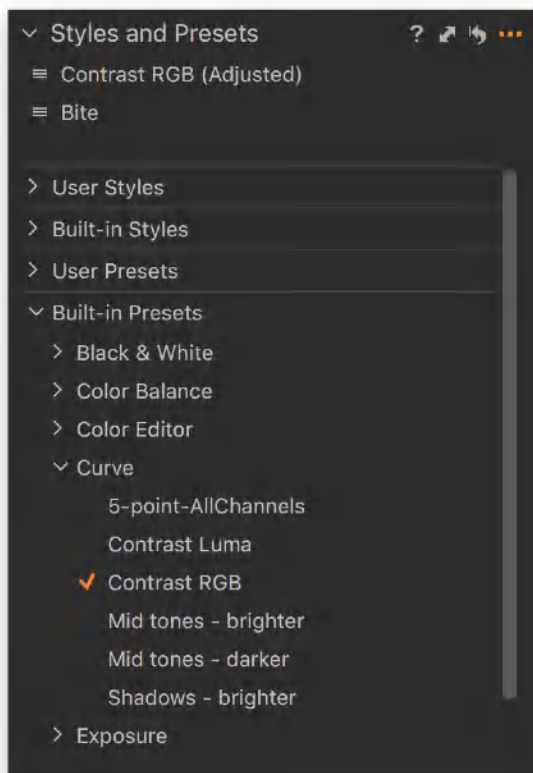 Styles and Presets ?
Contrast RGB (Adjusted)
Bite
User Styles
Built-in Styles
User Presets
Built-in Presets
Black & White
Color Balance
Color Editor
Curve
5-point-AllChannels
Contrast Luma
Contrast RGB
Mid tones - brighter
Mid tones - darker
Shadows - brighter
Exposure